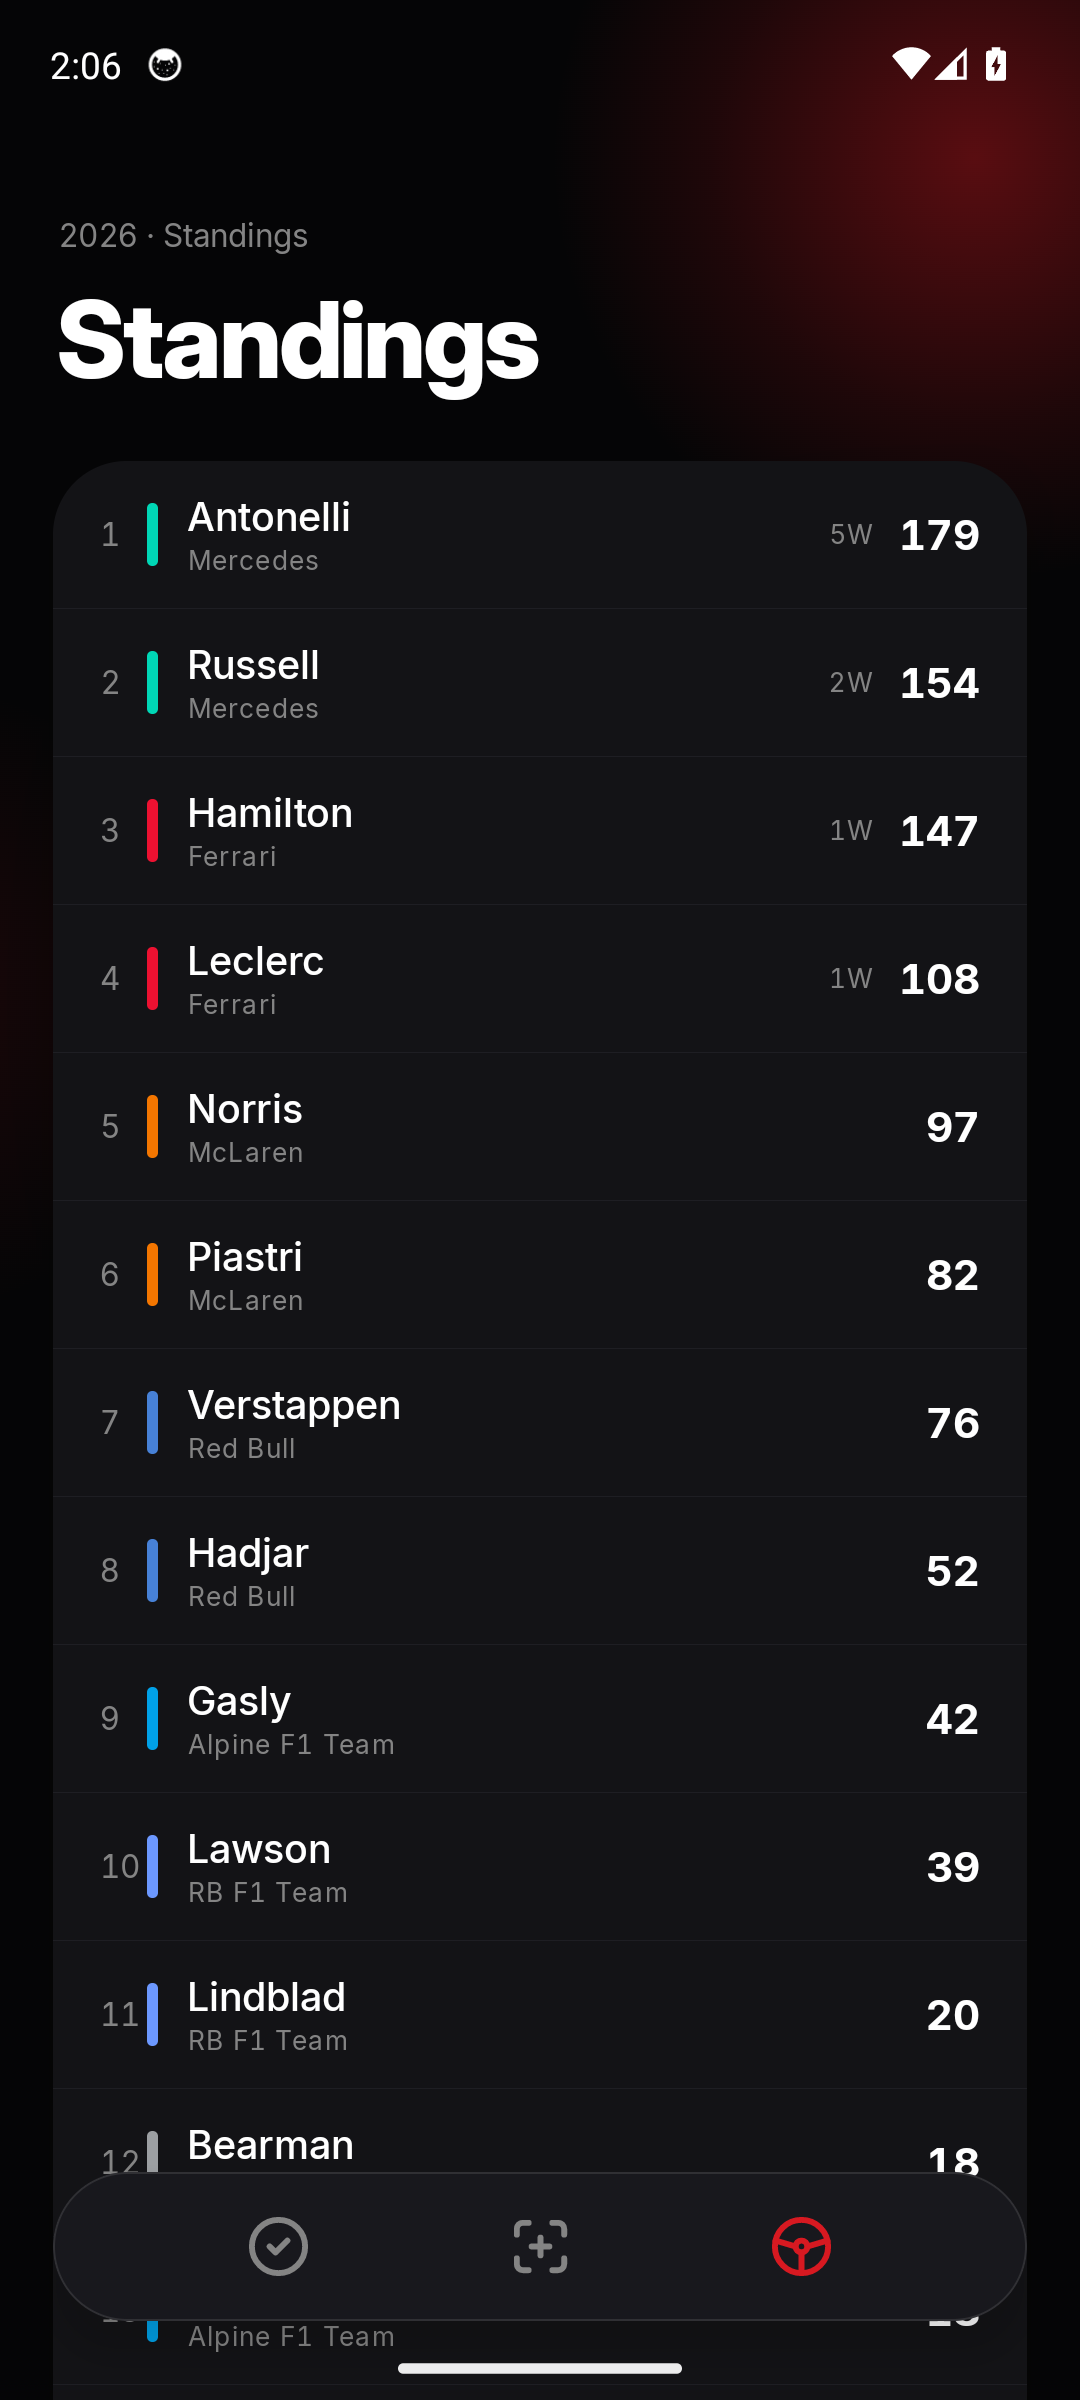 2:06
2026 · Standings
Standings
1 Antonelli 5W 179
Mercedes
2 Russell 2W 154
Mercedes
3 Hamilton 1W 147
Ferrari
4 Leclerc 1W 108
Ferrari
5 Norris 97
McLaren
6 Piastri 82
McLaren
7 Verstappen 76
Red Bull
8 Hadjar 52
Red Bull
9 Gasly 42
Alpine F1 Team
10 Lawson 39
RB F1 Team
11 Lindblad 20
RB F1 Team
12 Bearman 18
Alpine F1 Team